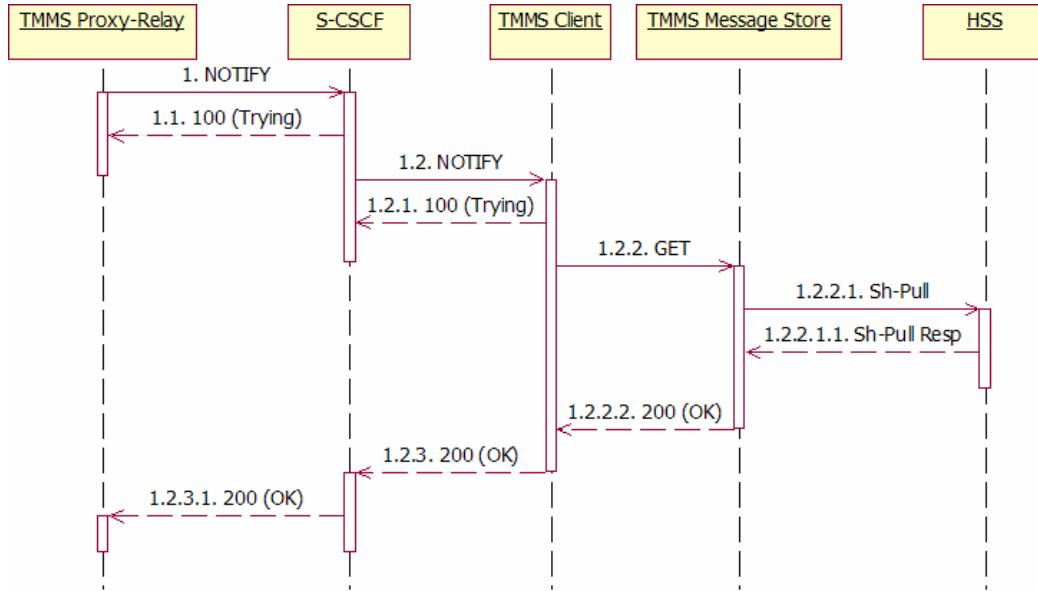 TMMS Proxy-Relay
S-CSCF
TMMS Client
TMMS Message Store
HSS
1. NOTIFY
1.1. 100 (Trying)
1.2. NOTIFY
1.2.1. 100 (Trying)
1.2.2. GET
1.2.2.1. Sh-Pull
1.2.2.1.1. Sh-Pull Resp
1.2.2.2. 200 (OK)
1.2.3. 200 (OK)
1.2.3.1. 200 (OK)